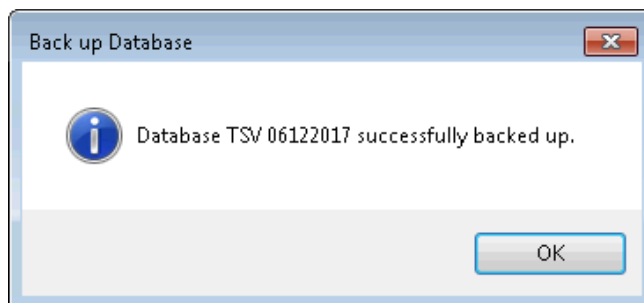 Back up Database
Database TSV 06122017 successfully backed up.
OK